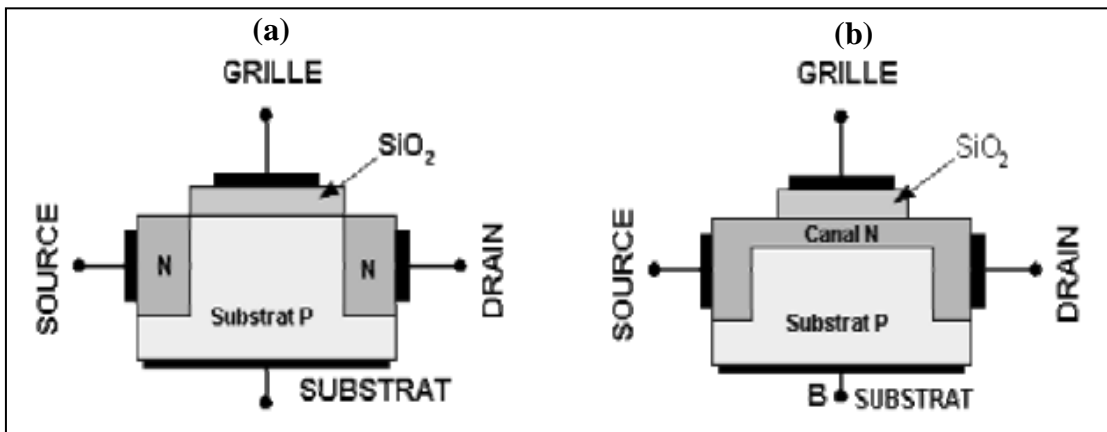 (a)
GRILLE
SiO₂
SOURCE
N
N
DRAIN
Substrat P
SUBSTRAT
(b)
GRILLE
SiO₂
SOURCE
Canal N
DRAIN
Substrat P
B
SUBSTRAT